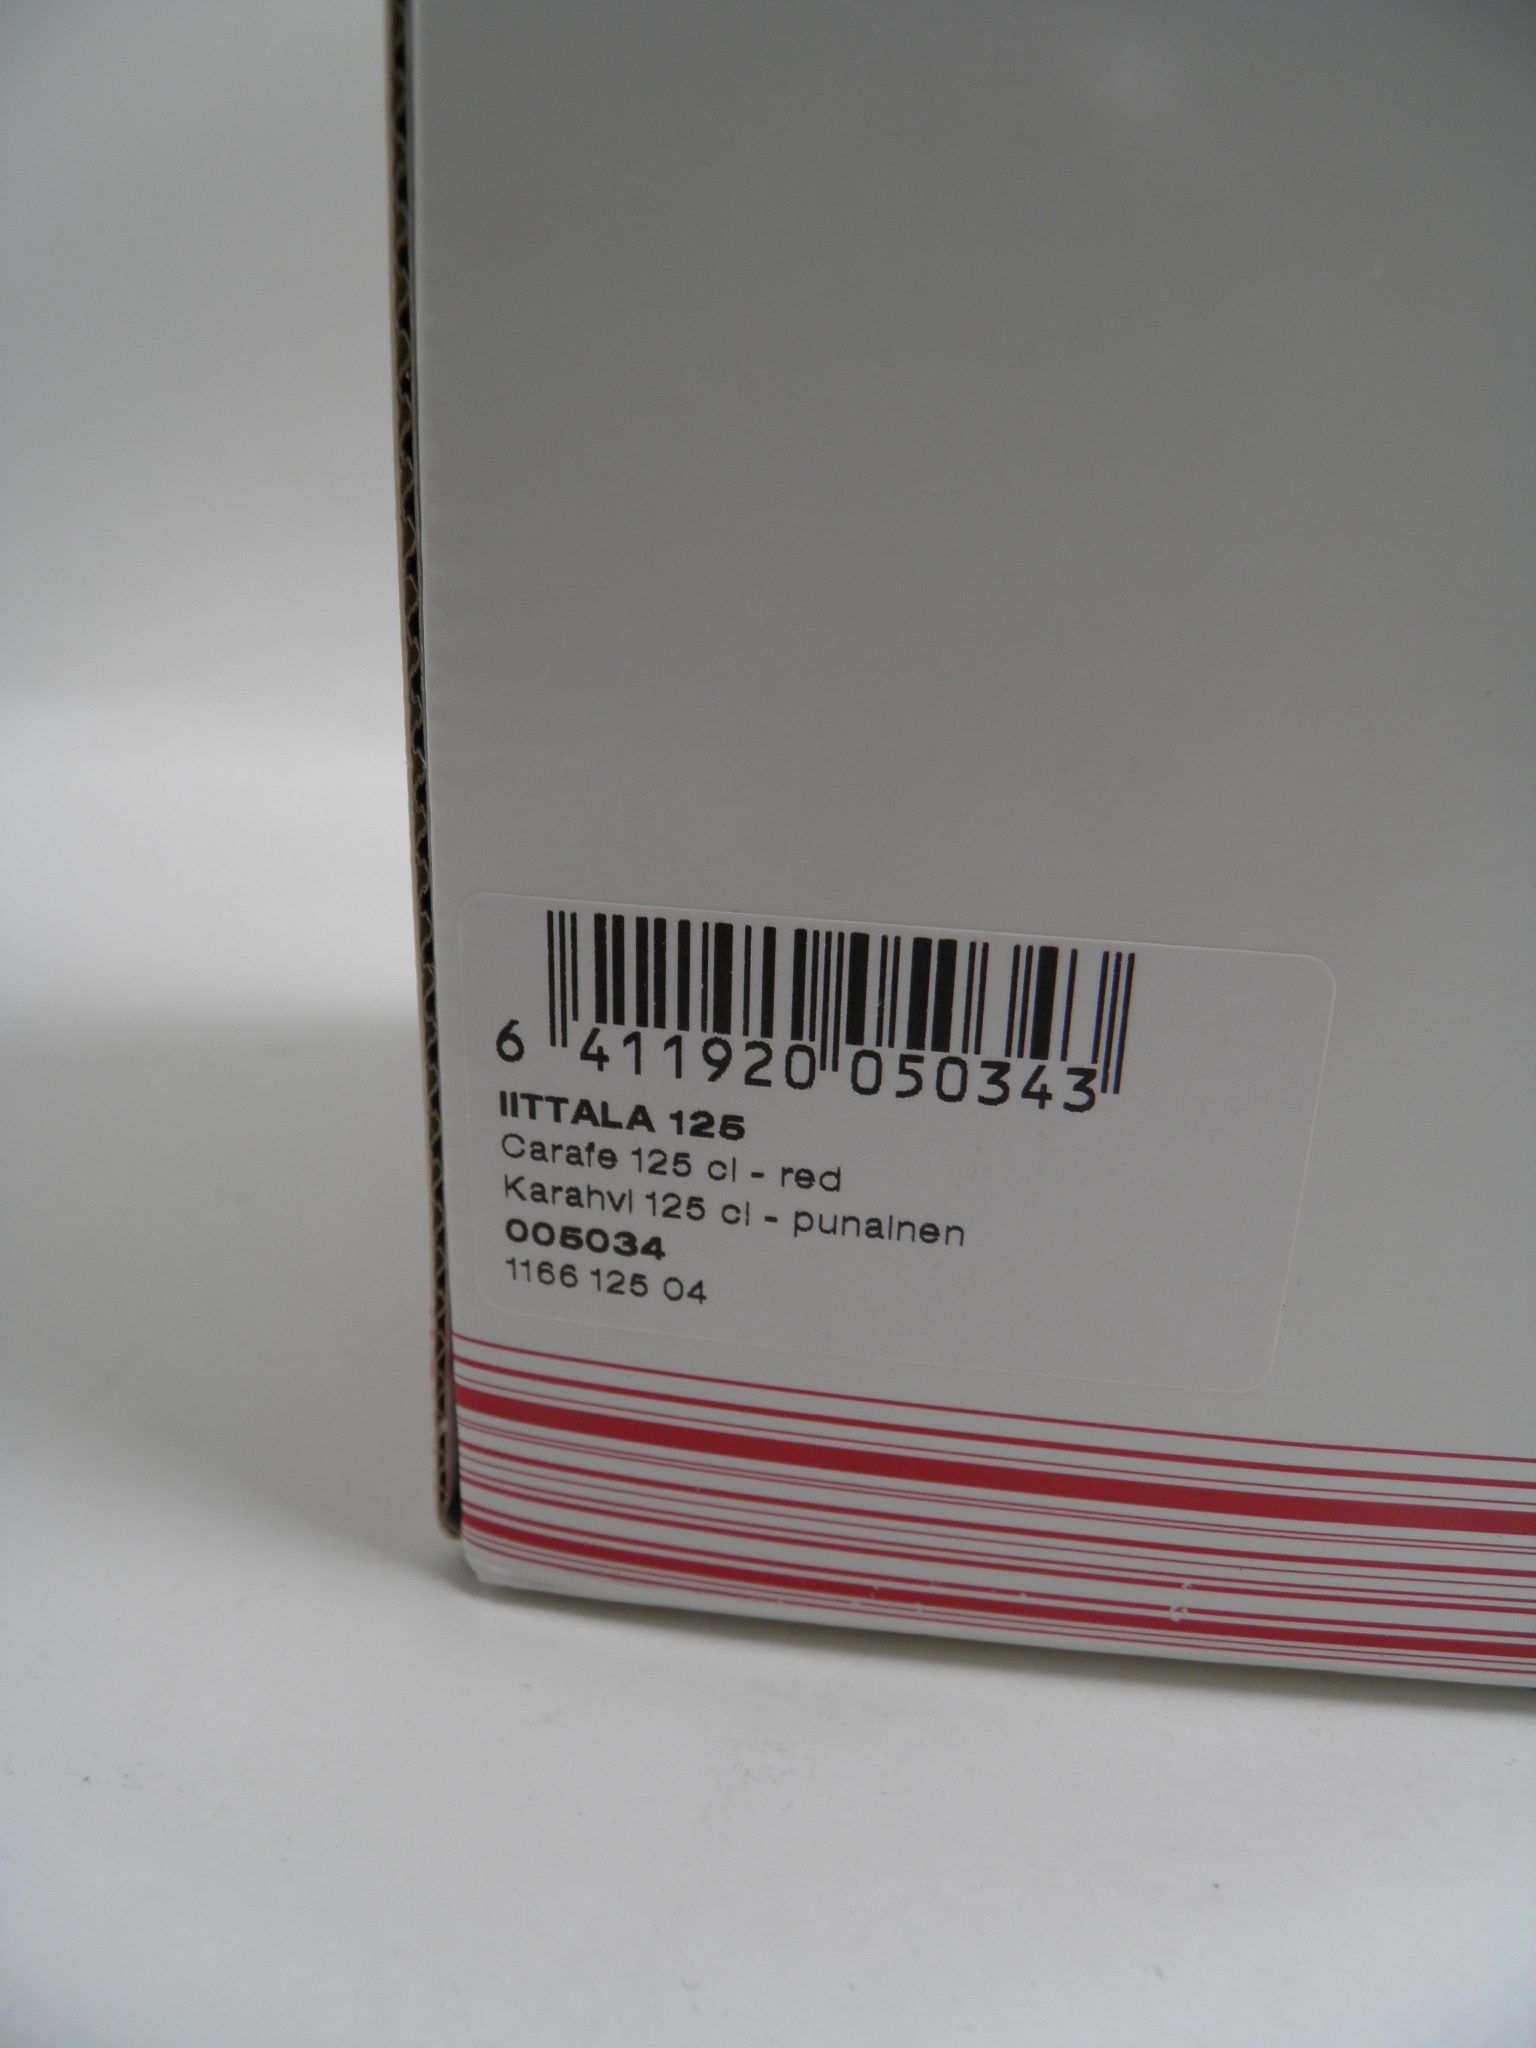 6 411920 050343
IITTALA 125
Carafe 125 cl - red
Karahvi 125 cl - punainen
005034
1166 125 04